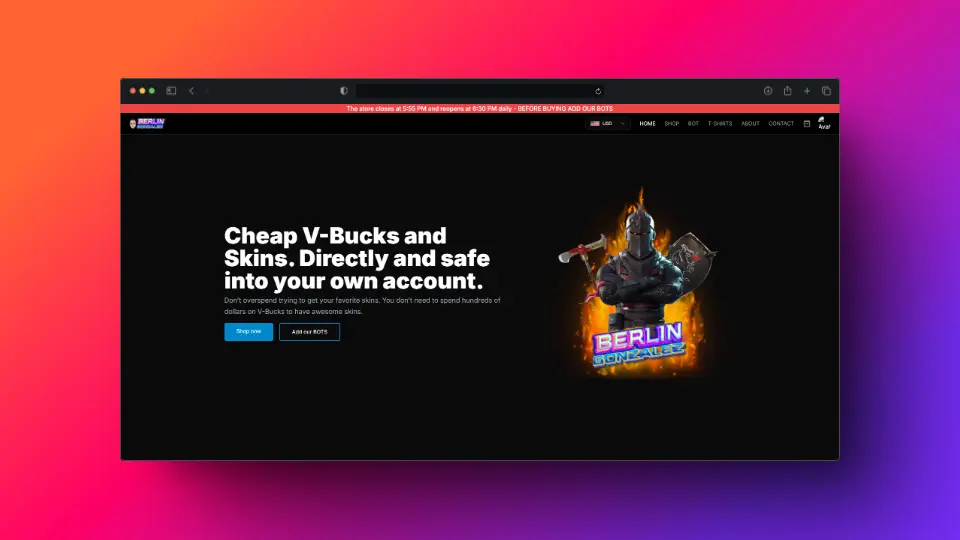 The store closes at 5:55 PM and reopens at 6:30 PM daily - BEFORE BUYING ADD OUR BOTS
BERLIN
GONZALEZ
USD
HOME
SHOP
BOT
T-SHIRTS
ABOUT
CONTACT
Avat
Cheap V-Bucks and
Skins. Directly and safe
into your own account.
Don't overspend trying to get your favorite skins. You don't need to spend hundreds of
dollars on V-Bucks to have awesome skins.
Shop now
Add our BOTS
BERLIN
GONZALEZ